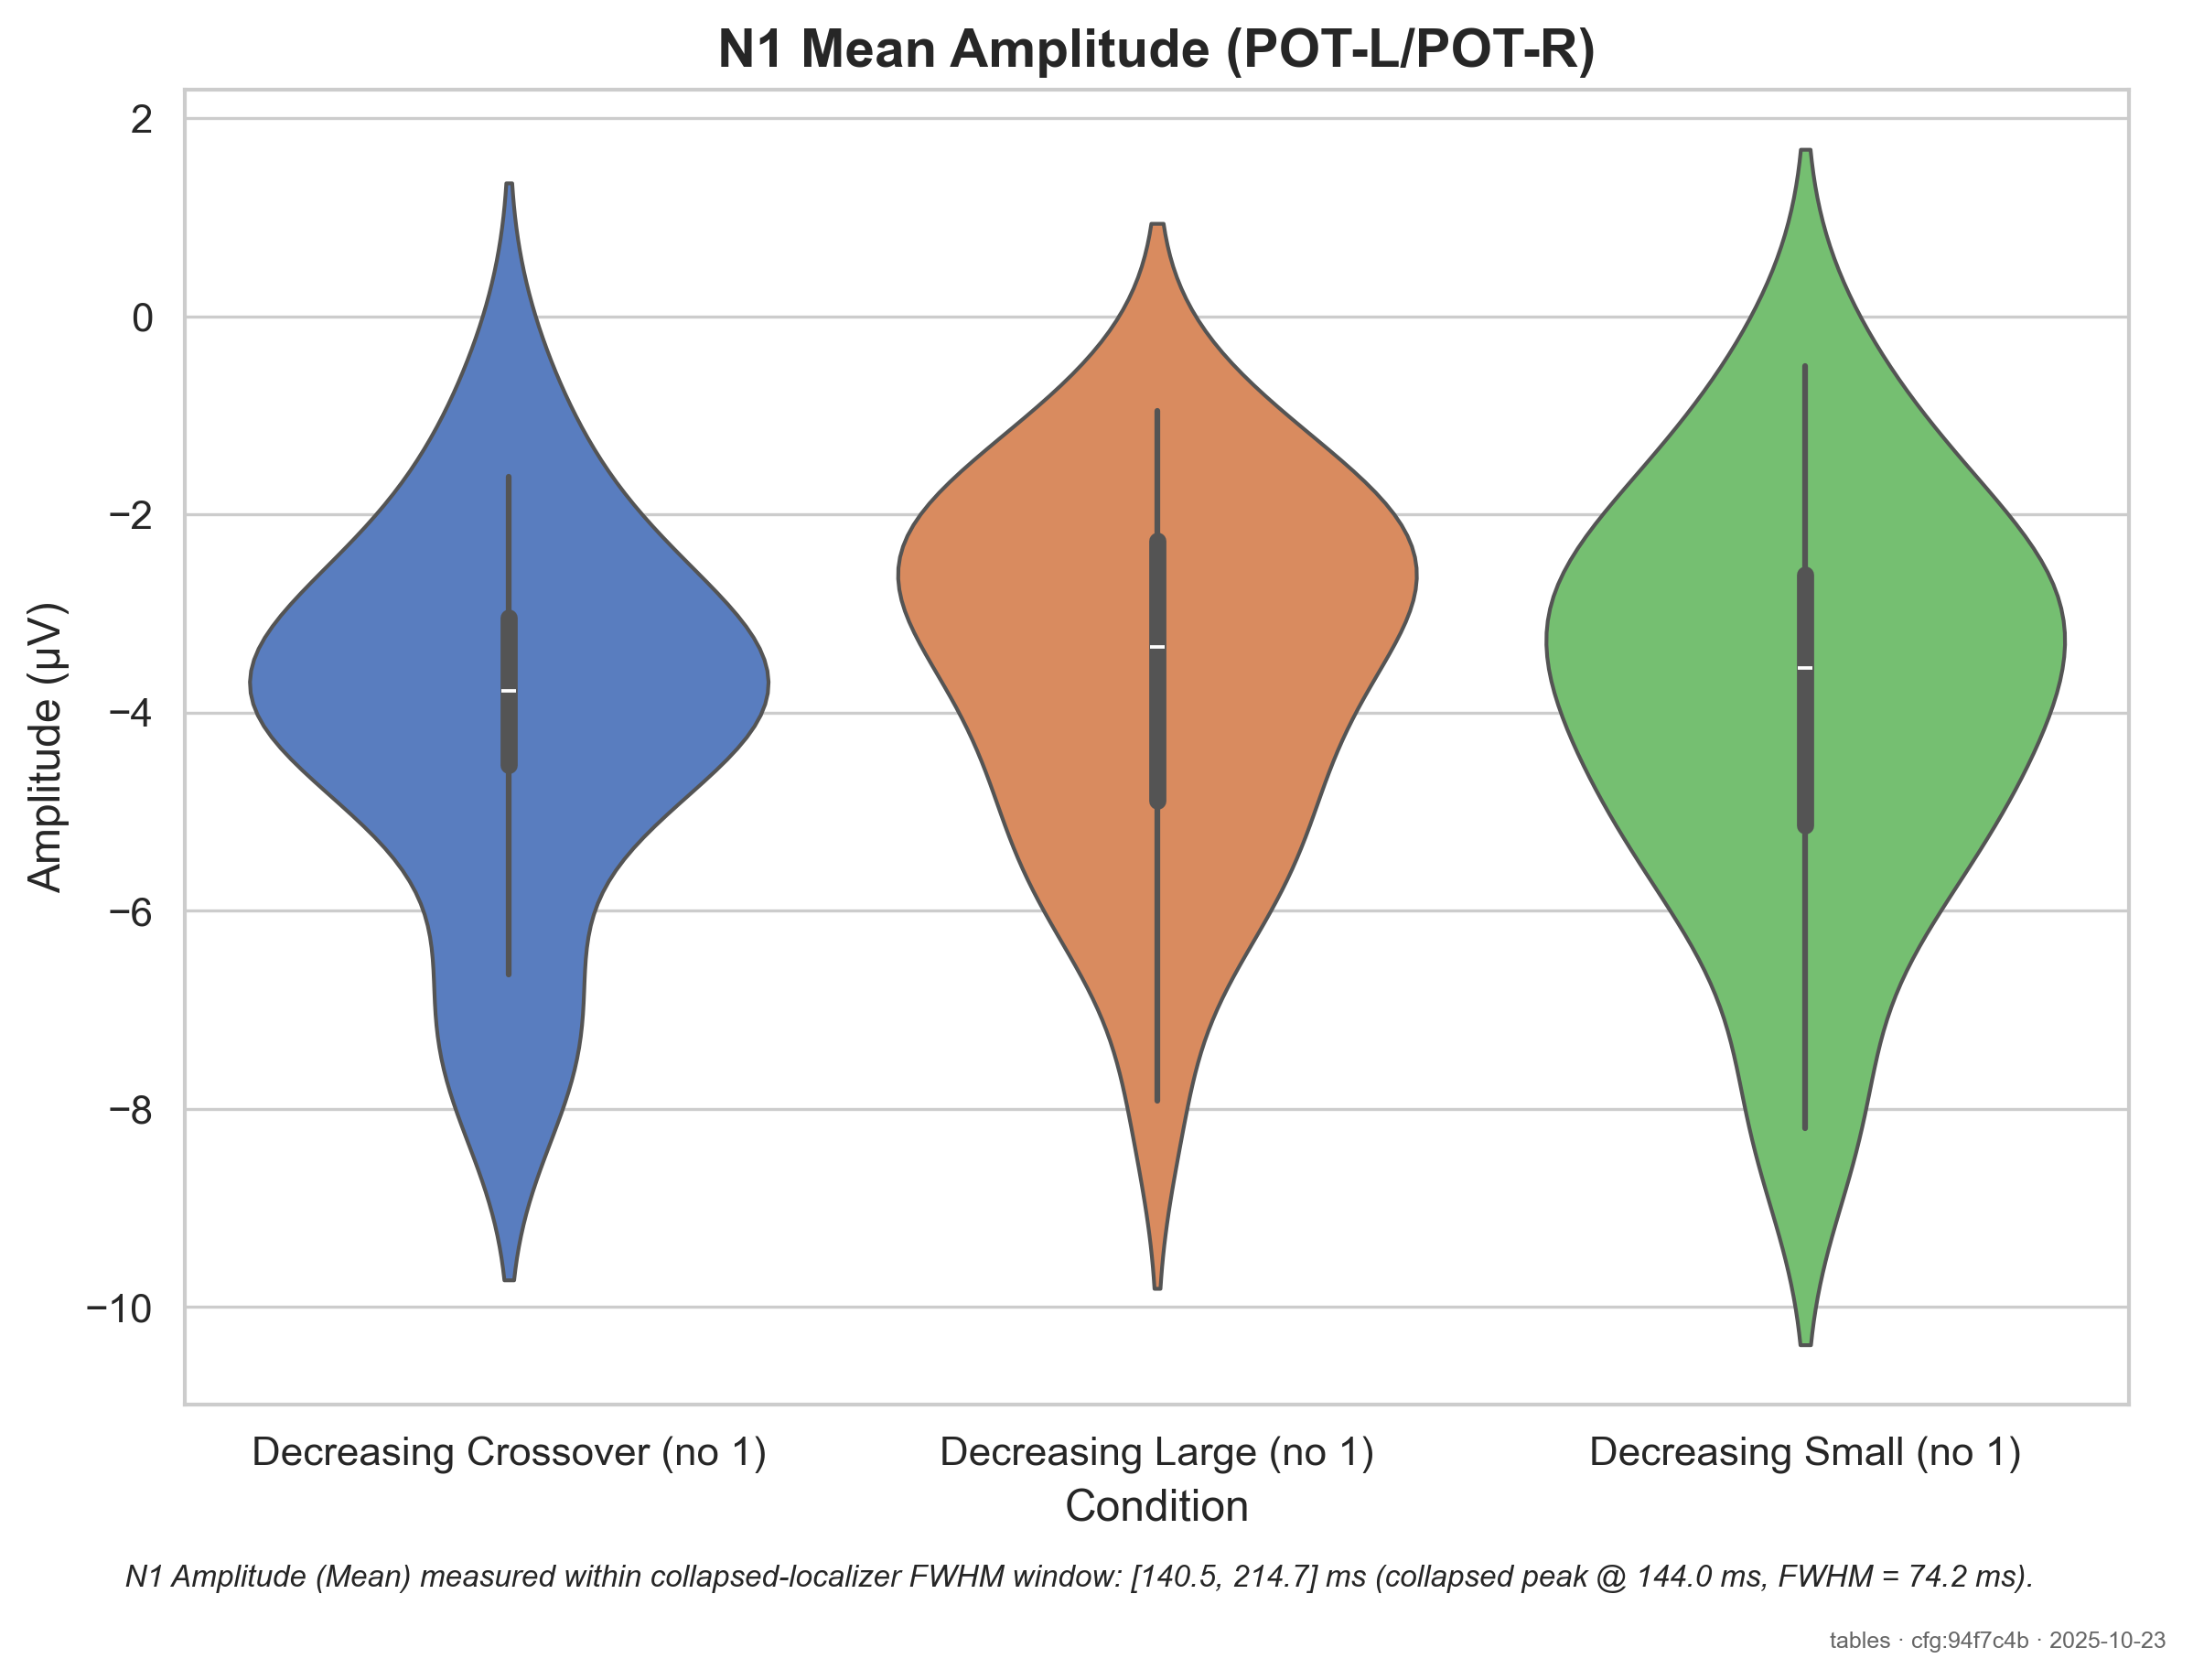 N1 Mean Amplitude (POT-L/POT-R)
Amplitude (µV)
2
0
−2
−4
−6
−8
−10
Decreasing Crossover (no 1)
Decreasing Large (no 1)
Decreasing Small (no 1)
Condition
N1 Amplitude (Mean) measured within collapsed-localizer FWHM window: [140.5, 214.7] ms (collapsed peak @ 144.0 ms, FWHM = 74.2 ms).
tables · cfg:94f7c4b · 2025-10-23